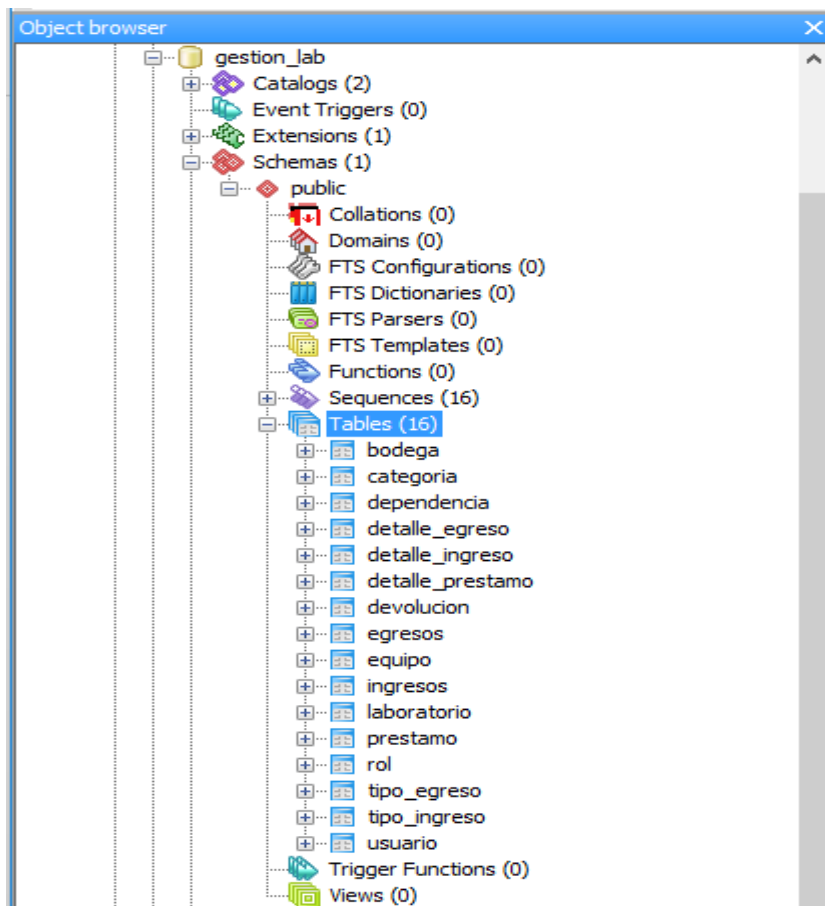 Object browser
gestion_lab
Catalogs (2)
Event Triggers (0)
Extensions (1)
Schemas (1)
public
Collations (0)
Domains (0)
FTS Configurations (0)
FTS Dictionaries (0)
FTS Parsers (0)
FTS Templates (0)
Functions (0)
Sequences (16)
Tables (16)
bodega
categoria
dependencia
detalle_egreso
detalle_ingreso
detalle_prestamo
devolucion
egresos
equipo
ingresos
laboratorio
prestamo
rol
tipo_egreso
tipo_ingreso
usuario
Trigger Functions (0)
Views (0)